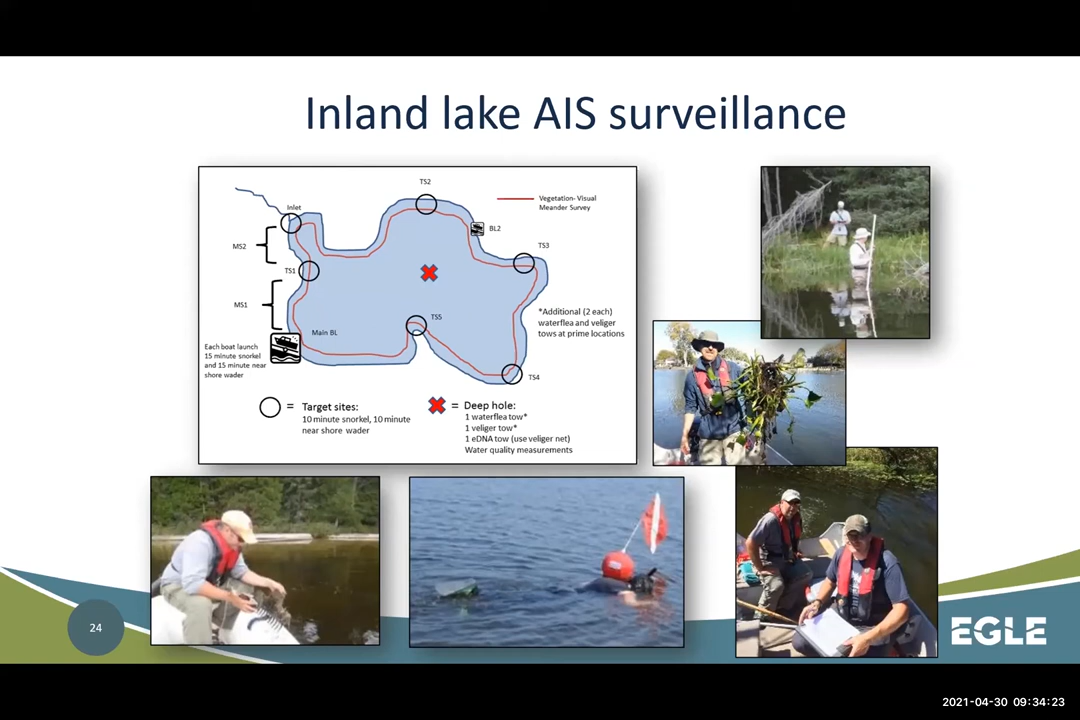 Inland lake AIS surveillance
TS2
Inlet
Vegetation- Visual
Meander Survey
BL2
MS2
TS3
TS1
MS1
*Additional (2 each)
waterflea and veliger
tows at prime locations
TS5
Main BL
Each boat launch
15 minute snorkel
and 15 minute near
shore wader
TS4
= Target sites:
10 minute snorkel, 10 minute
near shore wader
= Deep hole:
1 waterflea tow*
1 veliger tow*
1 eDNA tow (use veliger net)
Water quality measurements
24
EGLE
2021-04-30 09:34:23